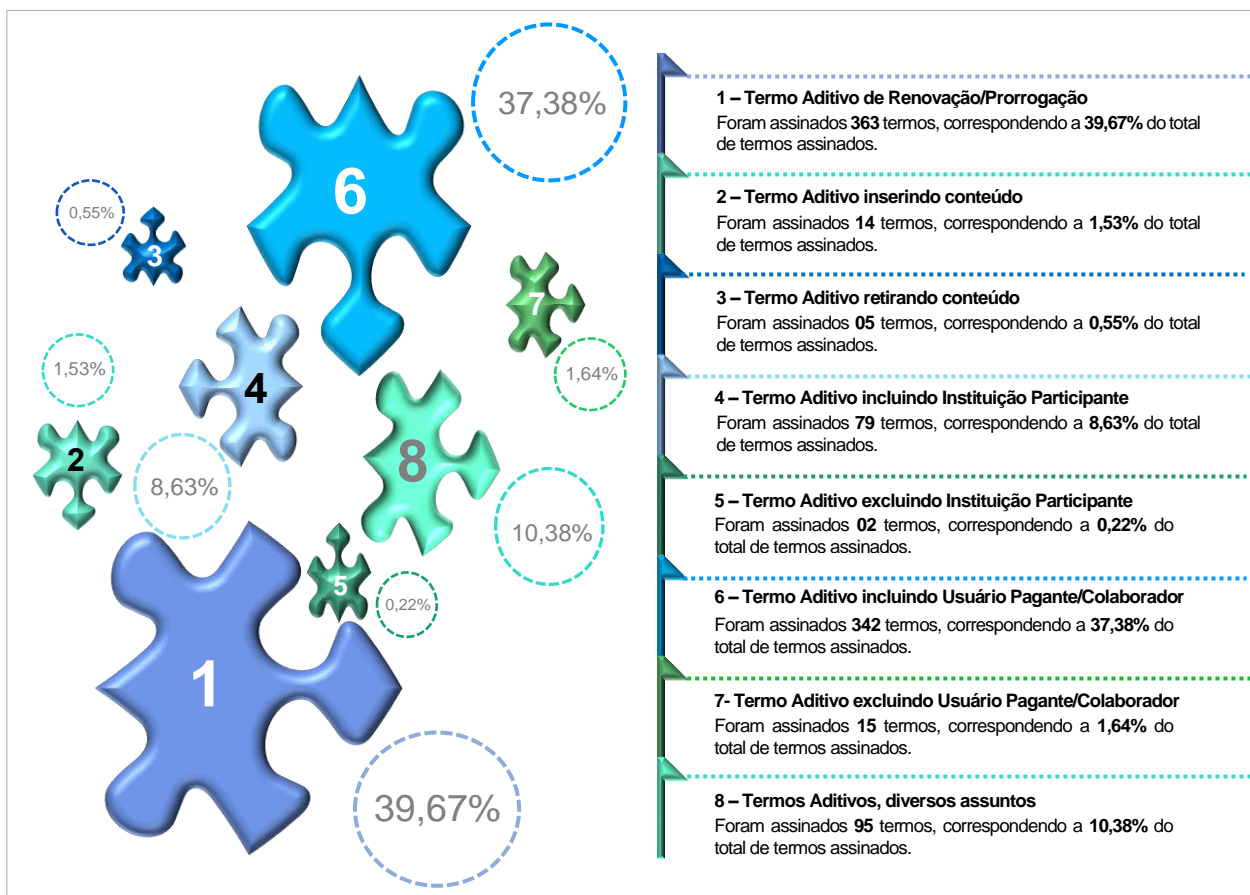 37,38%
6
0,55%
3
7
1,53%
4
1,64%
2
8
8,63%
10,38%
5
0,22%
1
39,67%
1 – Termo Aditivo de Renovação/Prorrogação
Foram assinados 363 termos, correspondendo a 39,67% do total
de termos assinados.
2 – Termo Aditivo inserindo conteúdo
Foram assinados 14 termos, correspondendo a 1,53% do total
de termos assinados.
3 – Termo Aditivo retirando conteúdo
Foram assinados 05 termos, correspondendo a 0,55% do total
de termos assinados.
4 – Termo Aditivo incluindo Instituição Participante
Foram assinados 79 termos, correspondendo a 8,63% do total
de termos assinados.
5 – Termo Aditivo excluindo Instituição Participante
Foram assinados 02 termos, correspondendo a 0,22% do
total de termos assinados.
6 – Termo Aditivo incluindo Usuário Pagante/Colaborador
Foram assinados 342 termos, correspondendo a 37,38% do
total de termos assinados.
7- Termo Aditivo excluindo Usuário Pagante/Colaborador
Foram assinados 15 termos, correspondendo a 1,64% do
total de termos assinados.
8 – Termos Aditivos, diversos assuntos
Foram assinados 95 termos, correspondendo a 10,38% do
total de termos assinados.